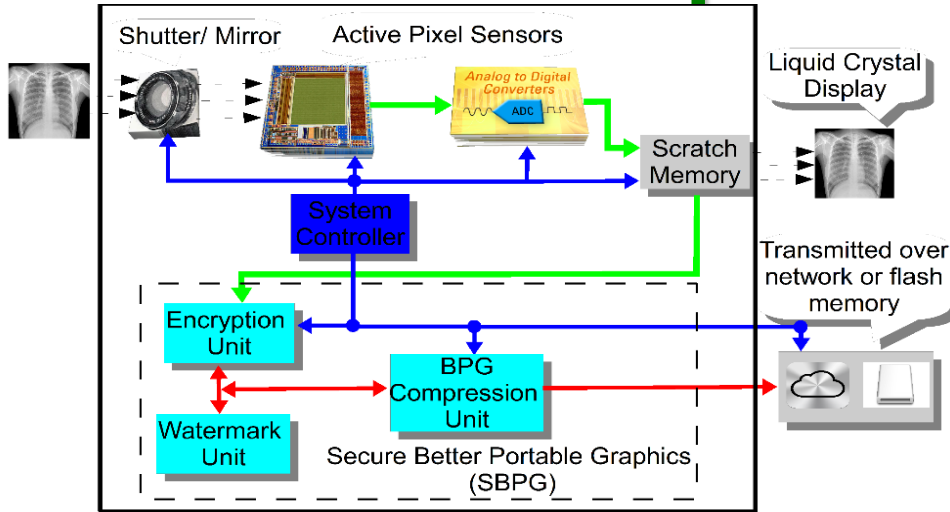 Shutter/ Mirror
Active Pixel Sensors
Analog to Digital
Converters
ADC
Liquid Crystal
Display
Scratch
Memory
System
Controller
Transmitted over
network or flash
memory
Encryption
Unit
BPG
Compression
Unit
Watermark
Unit
Secure Better Portable Graphics
(SBPG)